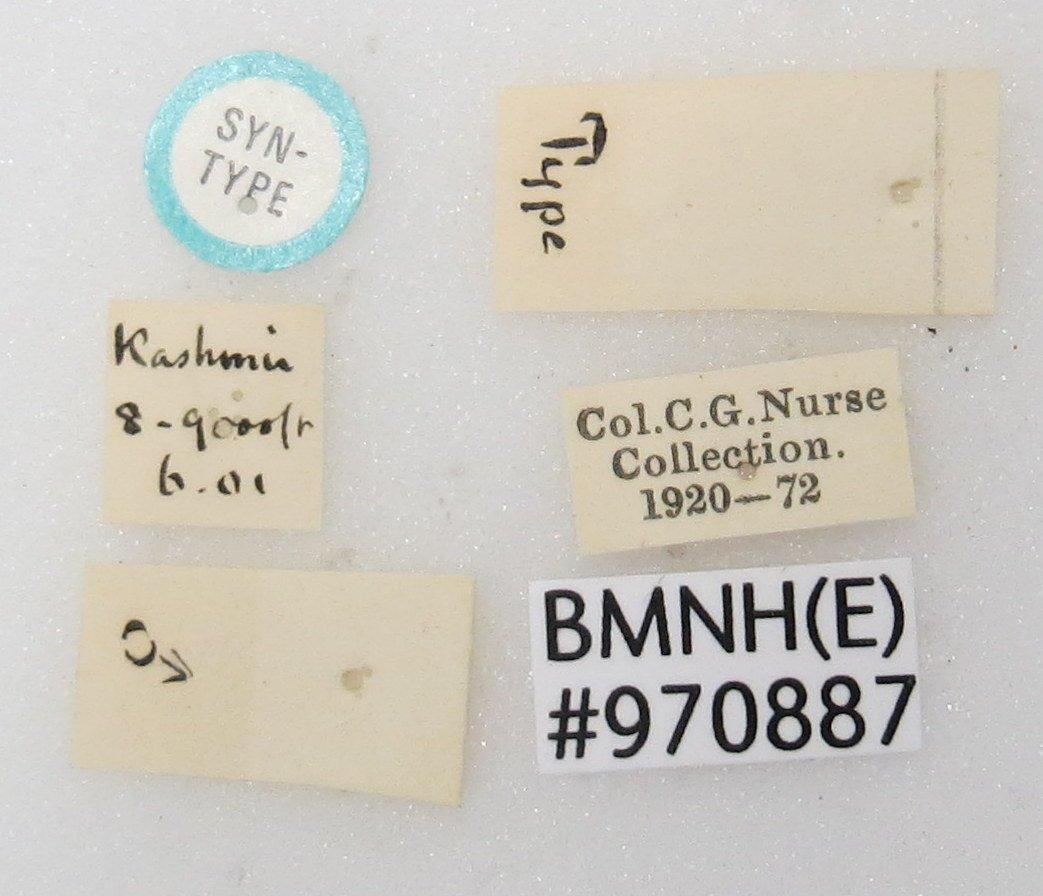 SYN-
TYPE
Type
Kashmir
8-9000ft
6.01
Col.C.G.Nurse
Collection.
1920—72
♂
BMNH(E)
#970887